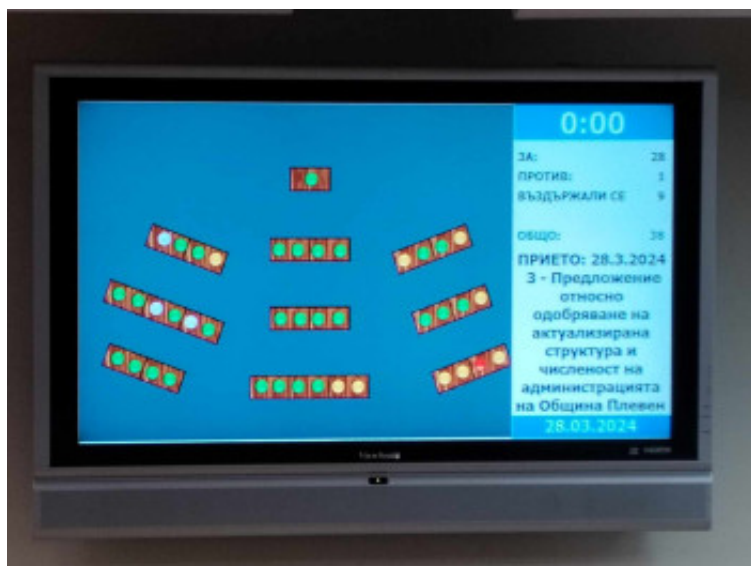 0:00
ЗА: 28
ПРОТИВ: 1
ВЪЗДЪРЖАЛИ СЕ 9
ОБЩО: 38
ПРИЕТО: 28.3.2024
3 - Предложение
относно
одобряване на
актуализирана
структура и
численост на
администрацията
на Община Плевен
28.03.2024
ViewSonic